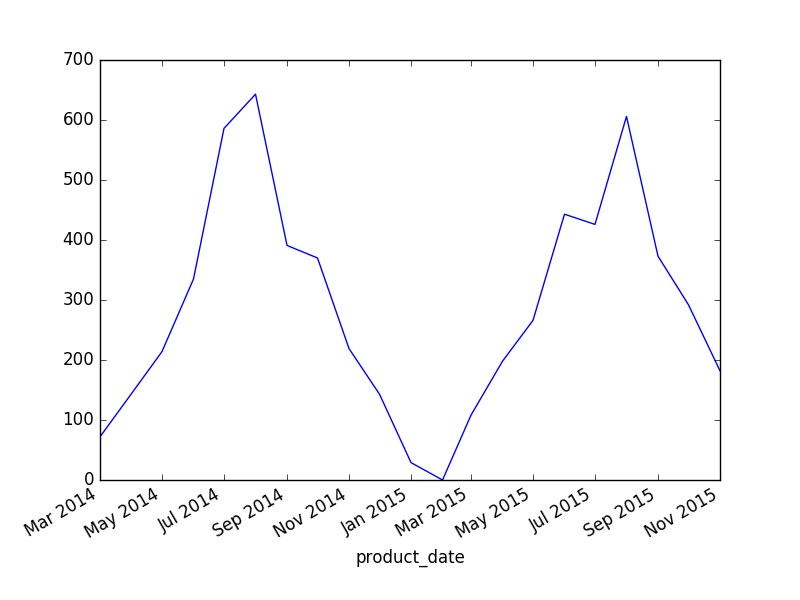 700
600
500
400
300
200
100
0
Mar 2014
May 2014
Jul 2014
Sep 2014
Nov 2014
Jan 2015
Mar 2015
May 2015
Jul 2015
Sep 2015
Nov 2015
product_date